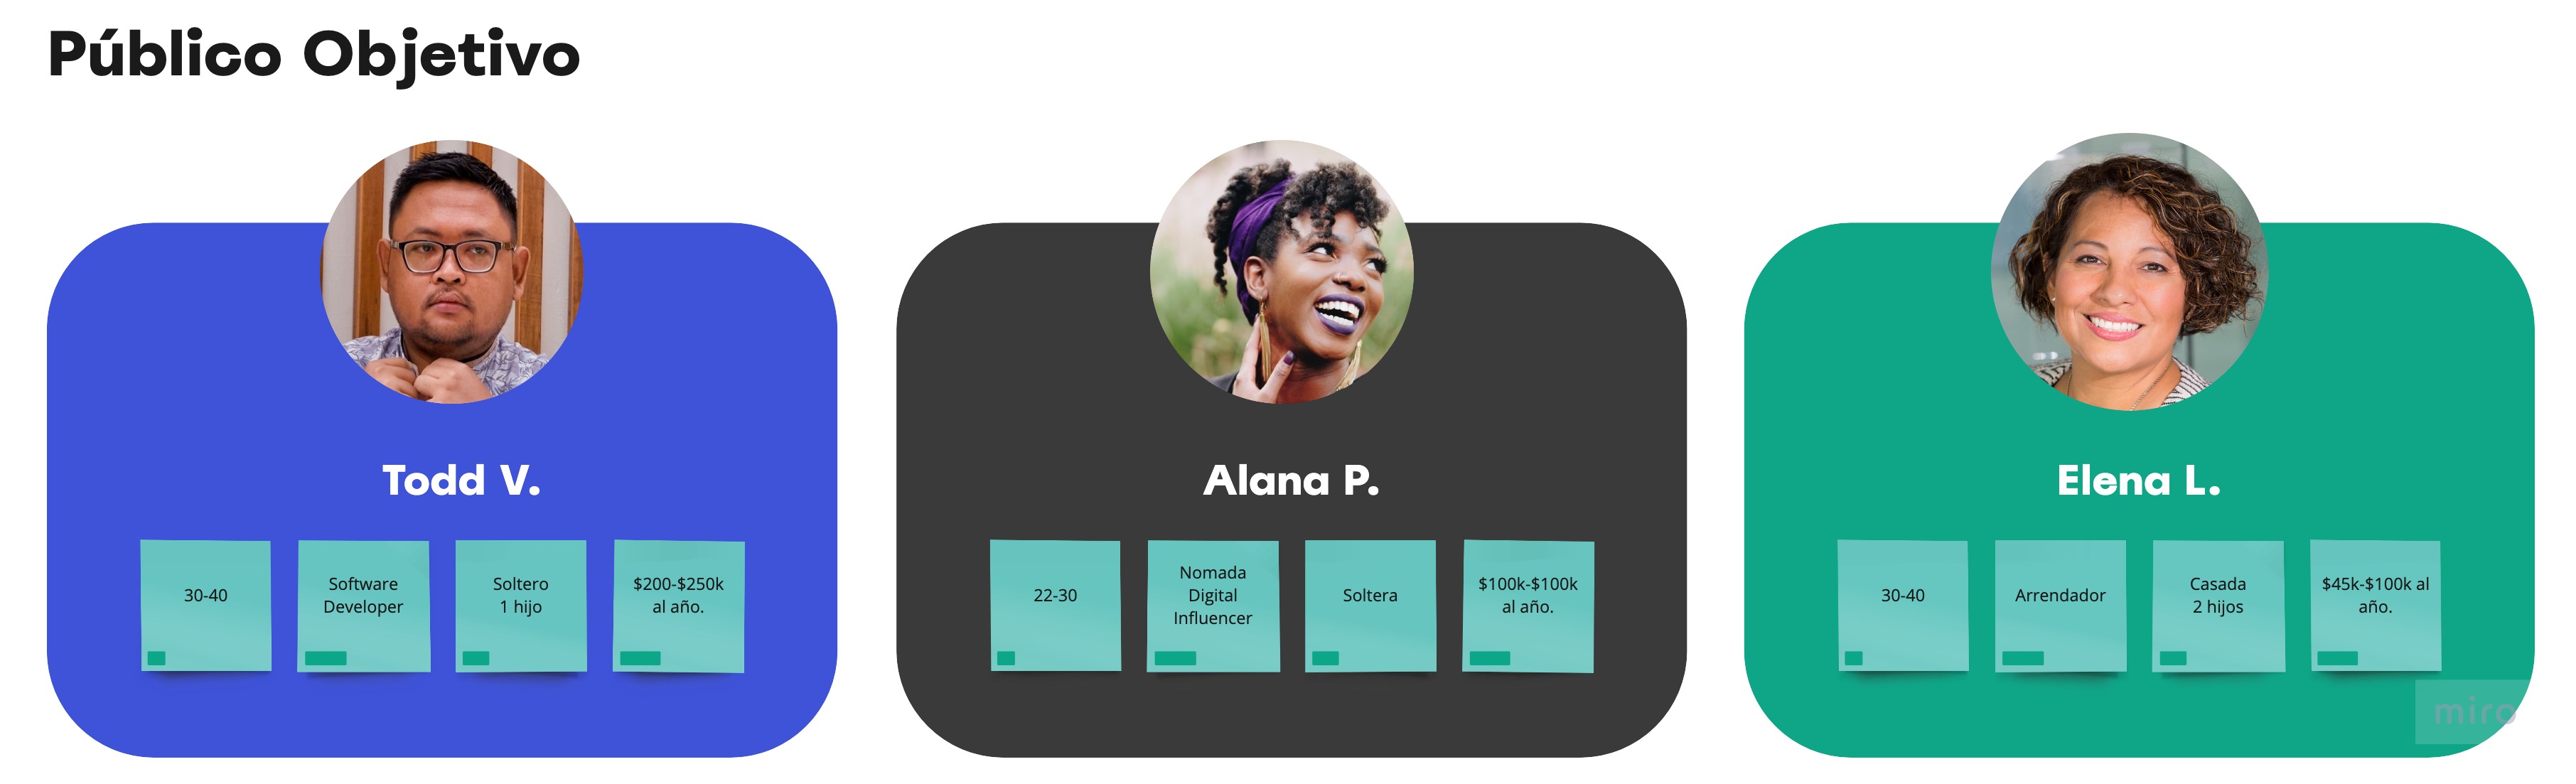 Público Objetivo
Todd V.
30-40
Software
Developer
Soltero
1 hijo
$200-$250k
al año.
Alana P.
22-30
Nomada
Digital
Influencer
Soltera
$100k-$100k
al año.
Elena L.
30-40
Arrendador
Casada
2 hijos
$45k-$100k al
año.
miro